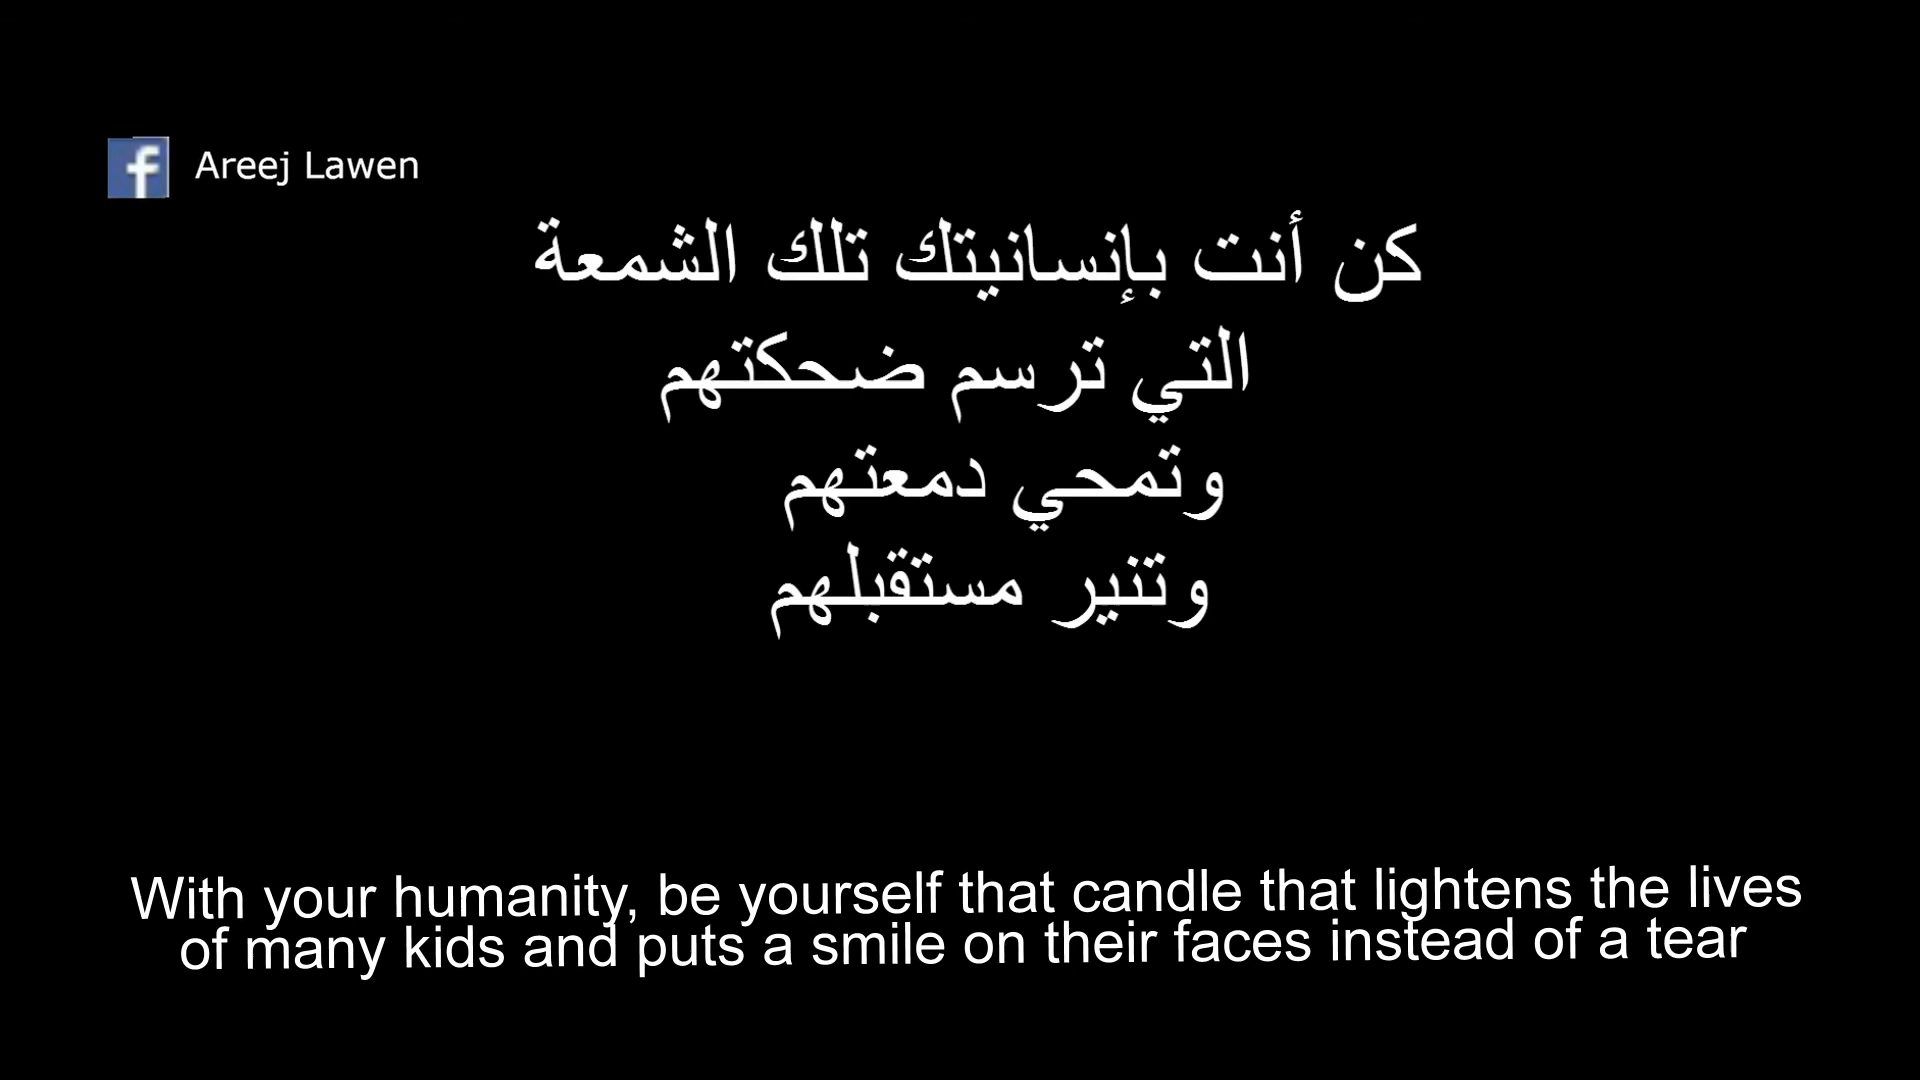 Areej Lawen
كن أنت بإنسانيتك تلك الشمعة
التي ترسم ضحكتهم
وتمحي دمعتهم
وتنير مستقبلهم
With your humanity, be yourself that candle that lightens the lives
of many kids and puts a smile on their faces instead of a tear